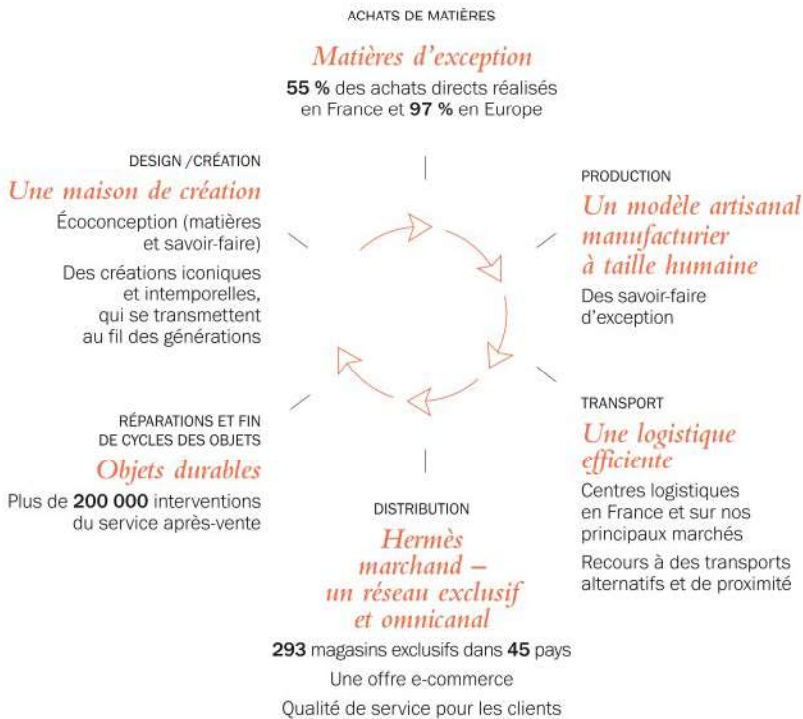 ACHATS DE MATIÈRES
Matières d'exception
55 % des achats directs réalisés
en France et 97 % en Europe
DESIGN /CRÉATION
Une maison de création
Écoconception (matières
et savoir-faire)
Des créations iconiques
et intemporelles,
qui se transmettent
au fil des générations
PRODUCTION
Un modèle artisanal
manufacturier
à taille humaine
Des savoir-faire
d'exception
RÉPARATIONS ET FIN
DE CYCLES DES OBJETS
Objets durables
Plus de 200 000 interventions
du service après-vente
TRANSPORT
Une logistique
efficiente
Centres logistiques
en France et sur nos
principaux marchés
Recours à des transports
alternatifs et de proximité
DISTRIBUTION
Hermès
marchand –
un réseau exclusif
et omnicanal
293 magasins exclusifs dans 45 pays
Une offre e-commerce
Qualité de service pour les clients